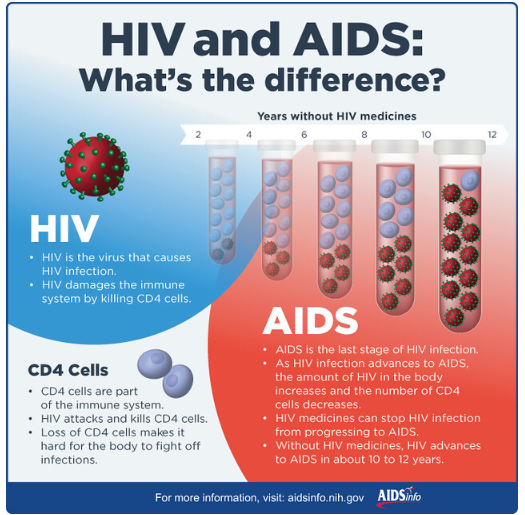 HIV and AIDS:
What's the difference?
Years without HIV medicines
2 4 6 8 10 12
HIV
• HIV is the virus that causes
HIV infection.
• HIV damages the immune
system by killing CD4 cells.
CD4 Cells
• CD4 cells are part
of the immune system.
• HIV attacks and kills CD4 cells.
• Loss of CD4 cells makes it
hard for the body to fight off
infections.
AIDS
• AIDS is the last stage of HIV infection.
• As HIV infection advances to AIDS,
the amount of HIV in the body
increases and the number of CD4
cells decreases.
• HIV medicines can stop HIV infection
from progressing to AIDS.
• Without HIV medicines, HIV advances
to AIDS in about 10 to 12 years.
For more information, visit: aidsinfo.nih.gov
AIDSinfo